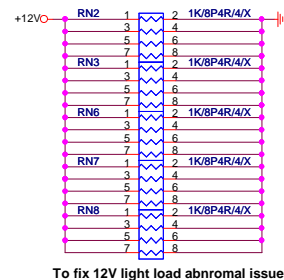 +12V RN2 1 2 1K/8P4R/4/X
3 4
5 6
7 8
RN3 1 2 1K/8P4R/4/X
3 4
5 6
7 8
RN6 1 2 1K/8P4R/4/X
3 4
5 6
7 8
RN7 1 2 1K/8P4R/4/X
3 4
5 6
7 8
RN8 1 2 1K/8P4R/4/X
3 4
5 6
7 8
To fix 12V light load abnromal issue